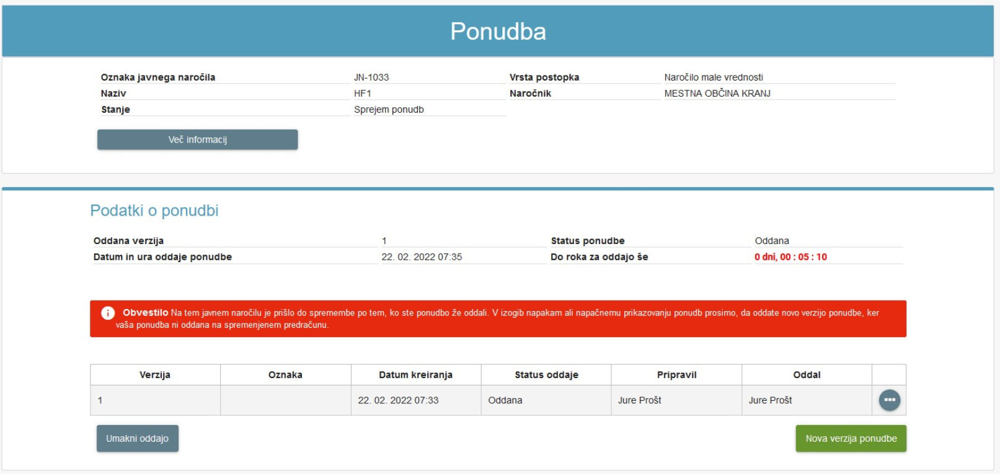 Ponudba
Oznaka javnega naročila JN-1033 Vrsta postopka Naročilo male vrednosti
Naziv HF1 Naročnik MESTNA OBČINA KRANJ
Stanje Sprejem ponudb
Več informacij
Podatki o ponudbi
Oddana verzija 1 Status ponudbe Oddana
Datum in ura oddaje ponudbe 22. 02. 2022 07:35 Do roka za oddajo še 0 dni, 00 : 05 : 10
Obvestilo Na tem javnem naročilu je prišlo do spremembe po tem, ko ste ponudbo že oddali. V izogib napakam ali napačnemu prikazovanju ponudb prosimo, da oddate novo verzijo ponudbe, ker
vaša ponudba ni oddana na spremenjenem predračunu.
Verzija Oznaka Datum kreiranja Status oddaje Pripravil Oddal
1 22. 02. 2022 07:33 Oddana Jure Prošt Jure Prošt
Umakni oddajo Nova verzija ponudbe